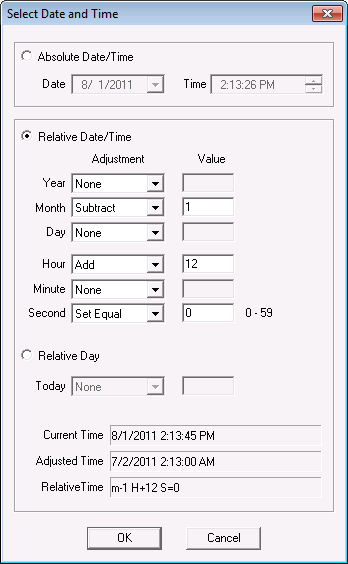 Select Date and Time
Absolute Date/Time
Date 8/ 1/2011 Time 2:13:26 PM
Relative Date/Time
Adjustment Value
Year None
Month Subtract 1
Day None
Hour Add 12
Minute None
Second Set Equal 0 0 - 59
Relative Day
Today None
Current Time 8/1/2011 2:13:45 PM
Adjusted Time 7/2/2011 2:13:00 AM
RelativeTime m-1 H+12 S=0
OK Cancel